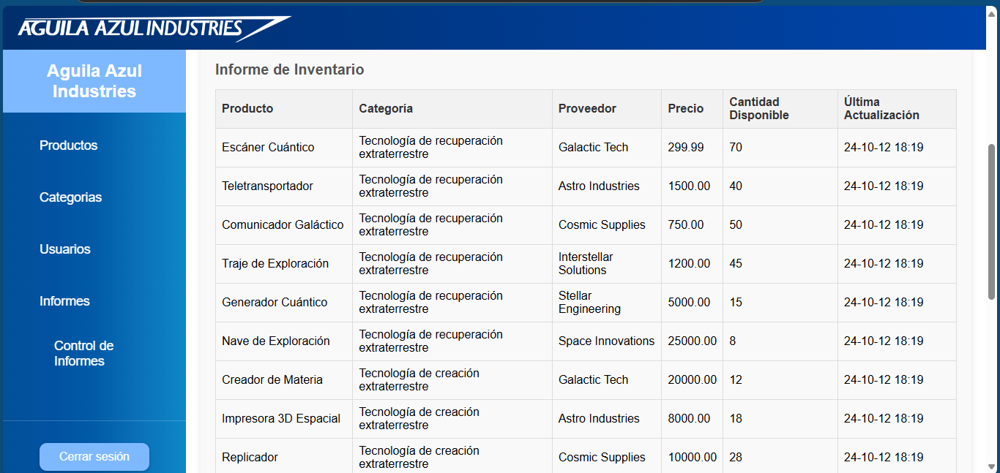 AGUILA AZUL INDUSTRIES
Aguila Azul
Industries
Productos
Categorias
Usuarios
Informes
Control de
Informes
Cerrar sesión
Informe de Inventario
Producto Categoría Proveedor Precio Cantidad Disponible Última Actualización
Escáner Cuántico Tecnología de recuperación extraterrestre Galactic Tech 299.99 70 24-10-12 18:19
Teletransportador Tecnología de recuperación extraterrestre Astro Industries 1500.00 40 24-10-12 18:19
Comunicador Galáctico Tecnología de recuperación extraterrestre Cosmic Supplies 750.00 50 24-10-12 18:19
Traje de Exploración Tecnología de recuperación extraterrestre Interstellar Solutions 1200.00 45 24-10-12 18:19
Generador Cuántico Tecnología de recuperación extraterrestre Stellar Engineering 5000.00 15 24-10-12 18:19
Nave de Exploración Tecnología de recuperación extraterrestre Space Innovations 25000.00 8 24-10-12 18:19
Creador de Materia Tecnología de creación extraterrestre Galactic Tech 20000.00 12 24-10-12 18:19
Impresora 3D Espacial Tecnología de creación extraterrestre Astro Industries 8000.00 18 24-10-12 18:19
Replicador Tecnología de creación extraterrestre Cosmic Supplies 10000.00 28 24-10-12 18:19